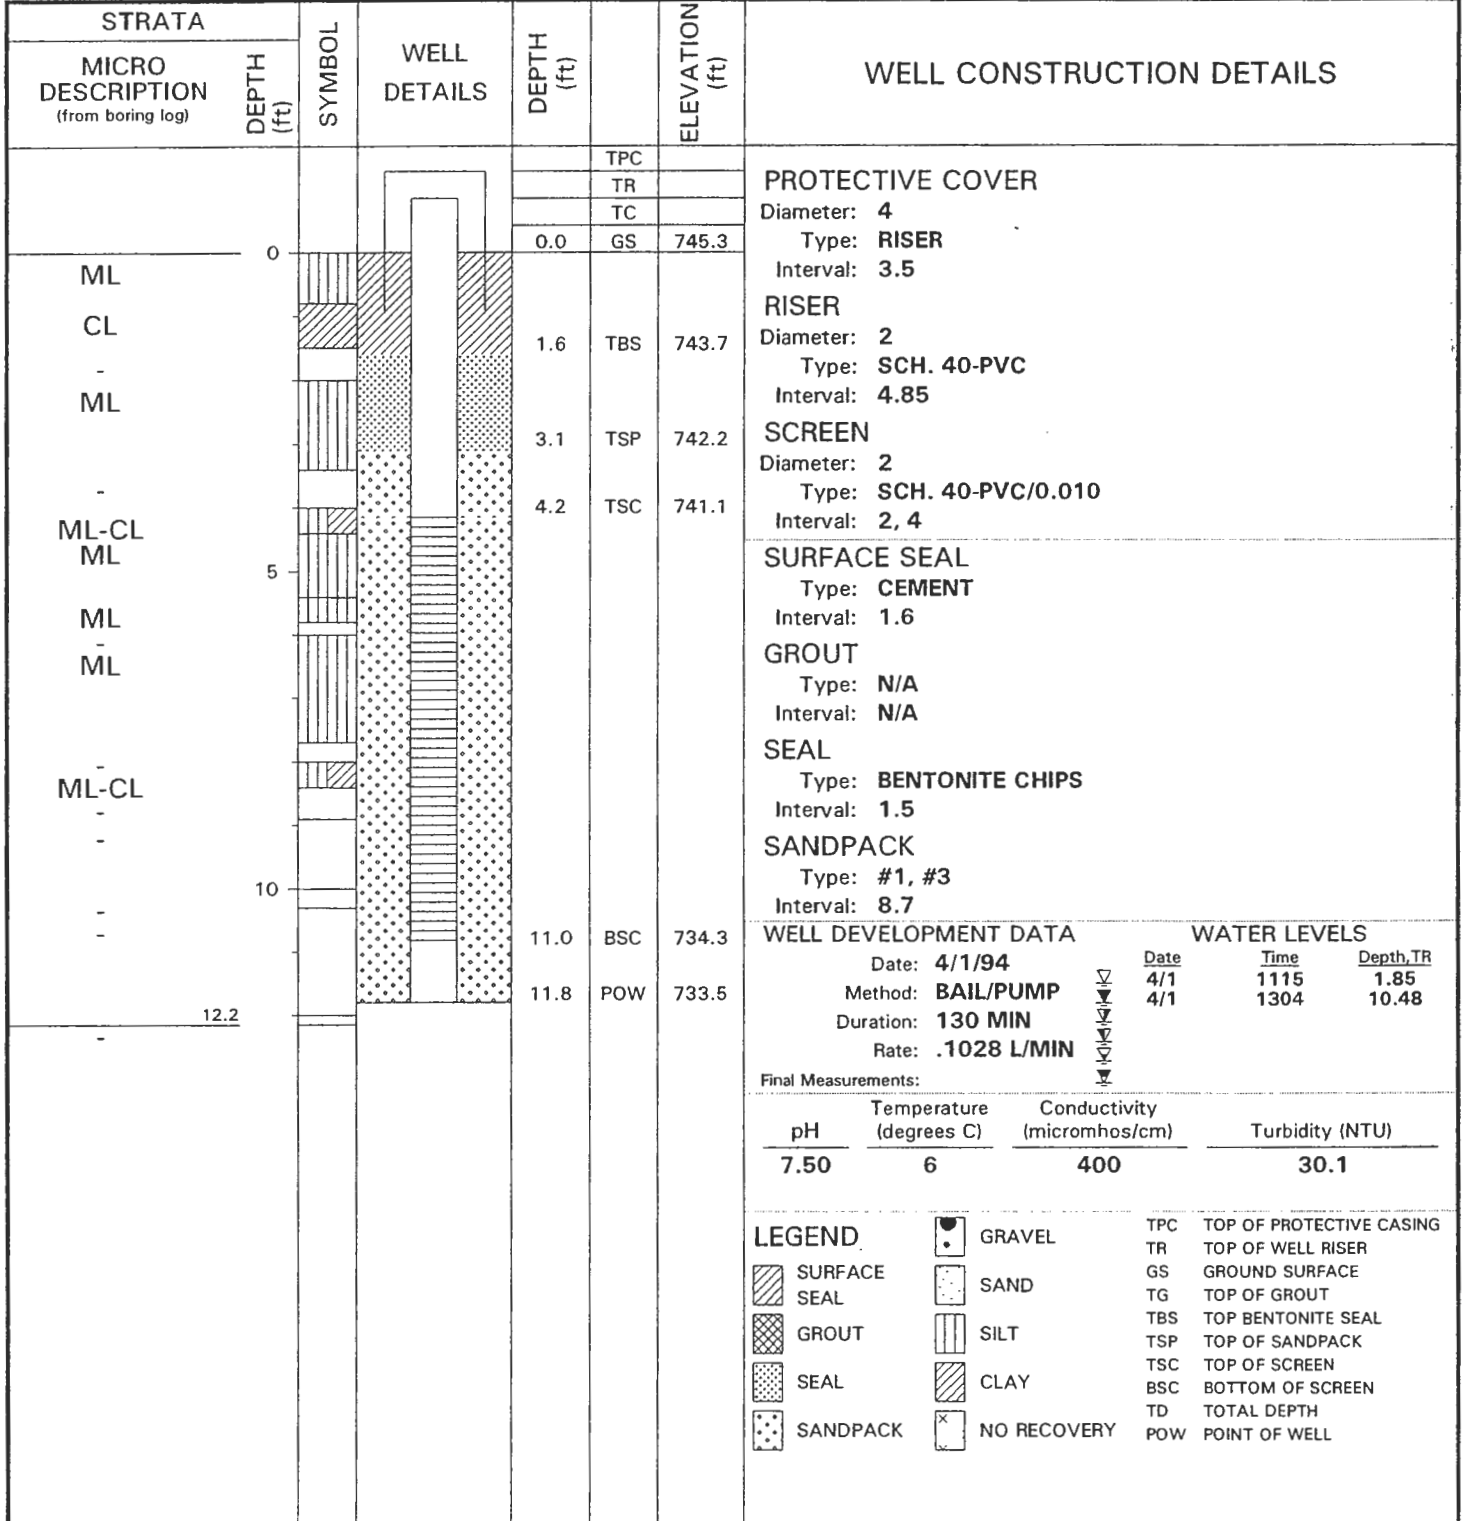 STRATA
MICRO
DESCRIPTION
(from boring log)
DEPTH
(ft)
SYMBOL
WELL
DETAILS
DEPTH
(ft)
ELEVATION
(ft)
WELL CONSTRUCTION DETAILS
TPC
TR
TC
0.0 GS 745.3
1.6 TBS 743.7
3.1 TSP 742.2
4.2 TSC 741.1
11.0 BSC 734.3
11.8 POW 733.5
0
ML
CL
-
ML
-
ML-CL
ML
5
ML
-
ML
-
ML-CL
-
-
10
-
-
12.2
-
PROTECTIVE COVER
Diameter: 4
Type: RISER
Interval: 3.5
RISER
Diameter: 2
Type: SCH. 40-PVC
Interval: 4.85
SCREEN
Diameter: 2
Type: SCH. 40-PVC/0.010
Interval: 2, 4
SURFACE SEAL
Type: CEMENT
Interval: 1.6
GROUT
Type: N/A
Interval: N/A
SEAL
Type: BENTONITE CHIPS
Interval: 1.5
SANDPACK
Type: #1, #3
Interval: 8.7
WELL DEVELOPMENT DATA
Date: 4/1/94
Method: BAIL/PUMP
Duration: 130 MIN
Rate: .1028 L/MIN
Final Measurements:
WATER LEVELS
Date Time Depth,TR
4/1 1115 1.85
4/1 1304 10.48
pH Temperature (degrees C) Conductivity (micromhos/cm) Turbidity (NTU)
7.50 6 400 30.1
LEGEND
SURFACE
SEAL
GROUT
SEAL
SANDPACK
GRAVEL
SAND
SILT
CLAY
NO RECOVERY
TPC TOP OF PROTECTIVE CASING
TR TOP OF WELL RISER
GS GROUND SURFACE
TG TOP OF GROUT
TBS TOP BENTONITE SEAL
TSP TOP OF SANDPACK
TSC TOP OF SCREEN
BSC BOTTOM OF SCREEN
TD TOTAL DEPTH
POW POINT OF WELL